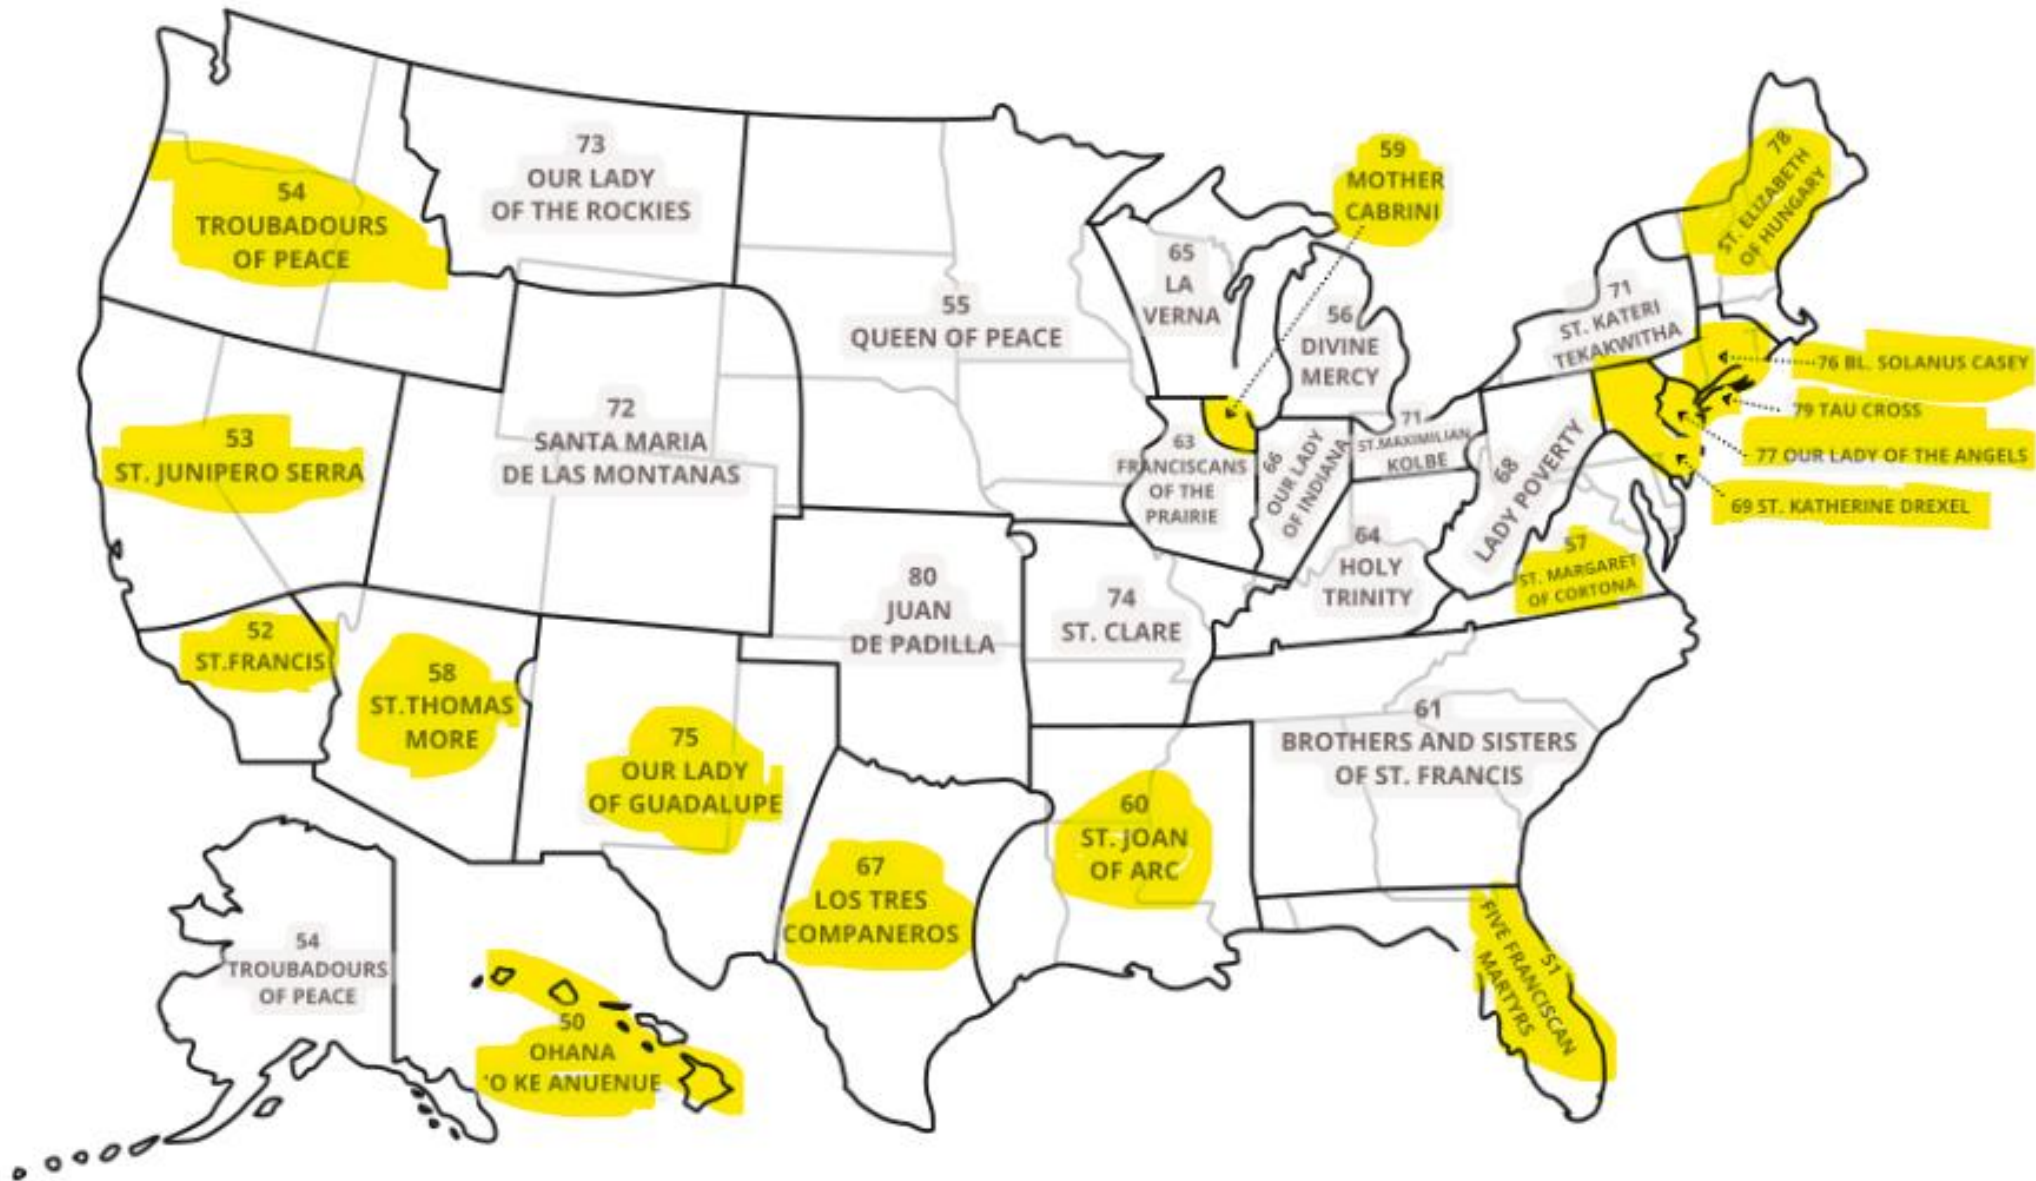 73
OUR LADY
OF THE ROCKIES
59
MOTHER
CABRINI
78
ST. ELIZABETH
OF HUNGARY
54
TROUBADOURS
OF PEACE
65
LA
VERNA
55
QUEEN OF PEACE
56
DIVINE
MERCY
71
ST. KATERI
TEKAKWITHA
76 BL. SOLANUS CASEY
79 TAU CROSS
77 OUR LADY OF THE ANGELS
69 ST. KATHERINE DREXEL
53
ST. JUNIPERO SERRA
72
SANTA MARIA
DE LAS MONTANAS
63
FRANCISCANS
OF THE
PRAIRIE
66
OUR LADY
OF INDIANA
71
ST.MAXIMILIAN
KOLBE
68
LADY POVERTY
64
HOLY
TRINITY
57
ST. MARGARET
OF CORTONA
80
JUAN
DE PADILLA
74
ST. CLARE
52
ST.FRANCIS
58
ST.THOMAS
MORE
75
OUR LADY
OF GUADALUPE
61
BROTHERS AND SISTERS
OF ST. FRANCIS
60
ST. JOAN
OF ARC
67
LOS TRES
COMPANEROS
51
FIVE FRANCISCAN
MARTYRS
54
TROUBADOURS
OF PEACE
50
OHANA
'O KE ANUENUE